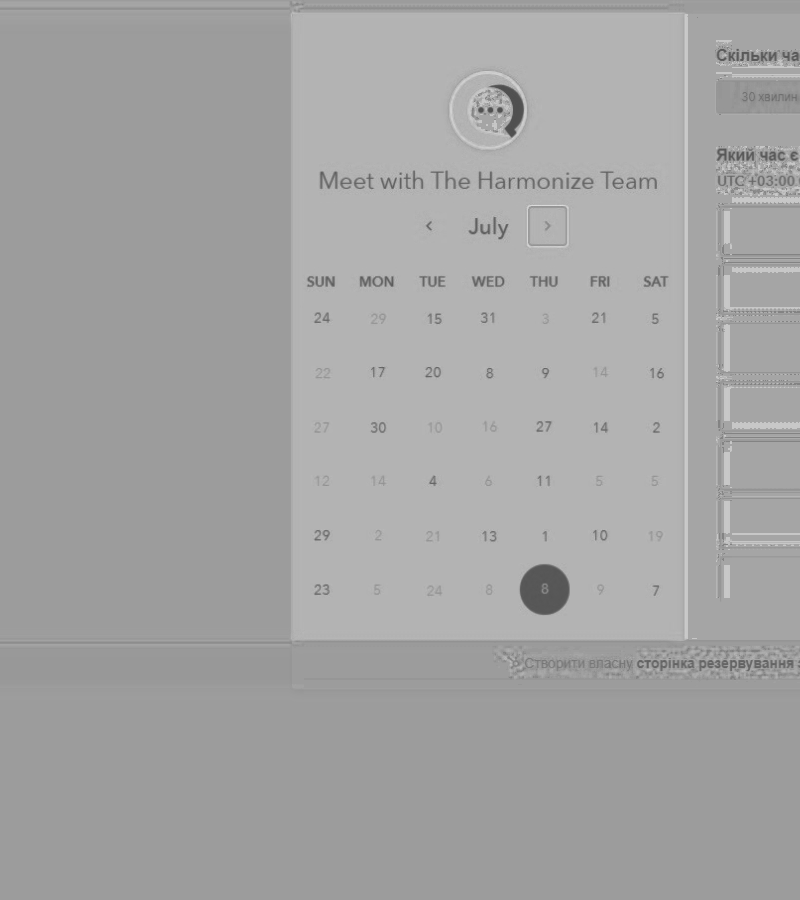 Meet with The Harmonize Team
‹ July ›
SUN MON TUE WED THU FRI SAT
24 29 15 31 3 21 5
22 17 20 8 9 14 16
27 30 10 16 27 14 2
12 14 4 6 11 5 5
29 2 21 13 1 10 19
23 5 24 8 8 9 7
Скільки ча
30 хвилин
Який час є
UTC +03:00
Створити власну сторінка резервування з